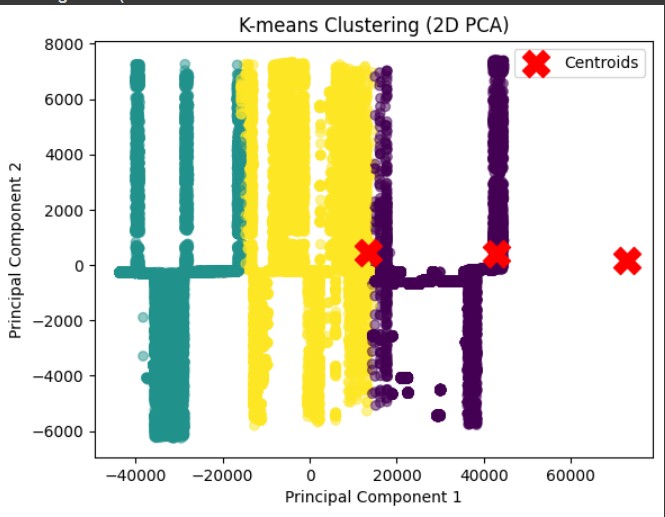 K-means Clustering (2D PCA)
Centroids
8000
6000
4000
2000
0
−2000
−4000
−6000
Principal Component 2
−40000 −20000 0 20000 40000 60000
Principal Component 1